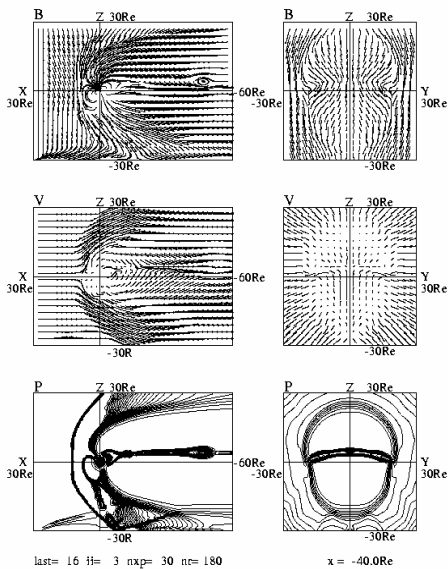 B
Z 30Re
X
30Re
-60Re
-30Re
B
Z 30Re
-30Re
Y
30Re
-30Re
V
Z 30Re
X
30Re
-60Re
-30R
V
Z 30Re
-30Re
Y
30Re
-30Re
P
Z 30Re
X
30Re
-60Re
-30R
P
Z 30Re
-30Re
Y
30Re
-30Re
last= 16 ii= 3 nxp= 30 nt= 180
x = -40.0Re